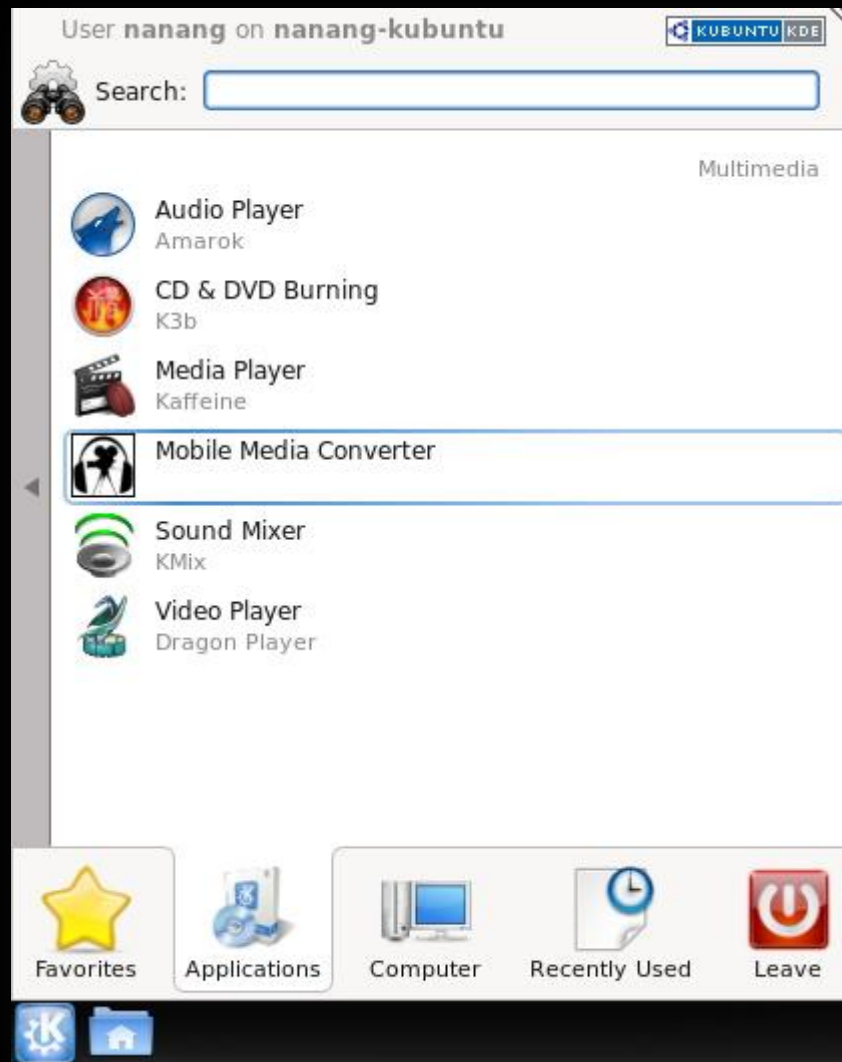 User nanang on nanang-kubuntu
KUBUNTU KDE
Search:
Multimedia
Audio Player
Amarok
CD & DVD Burning
K3b
Media Player
Kaffeine
Mobile Media Converter
Sound Mixer
KMix
Video Player
Dragon Player
Favorites
Applications
Computer
Recently Used
Leave